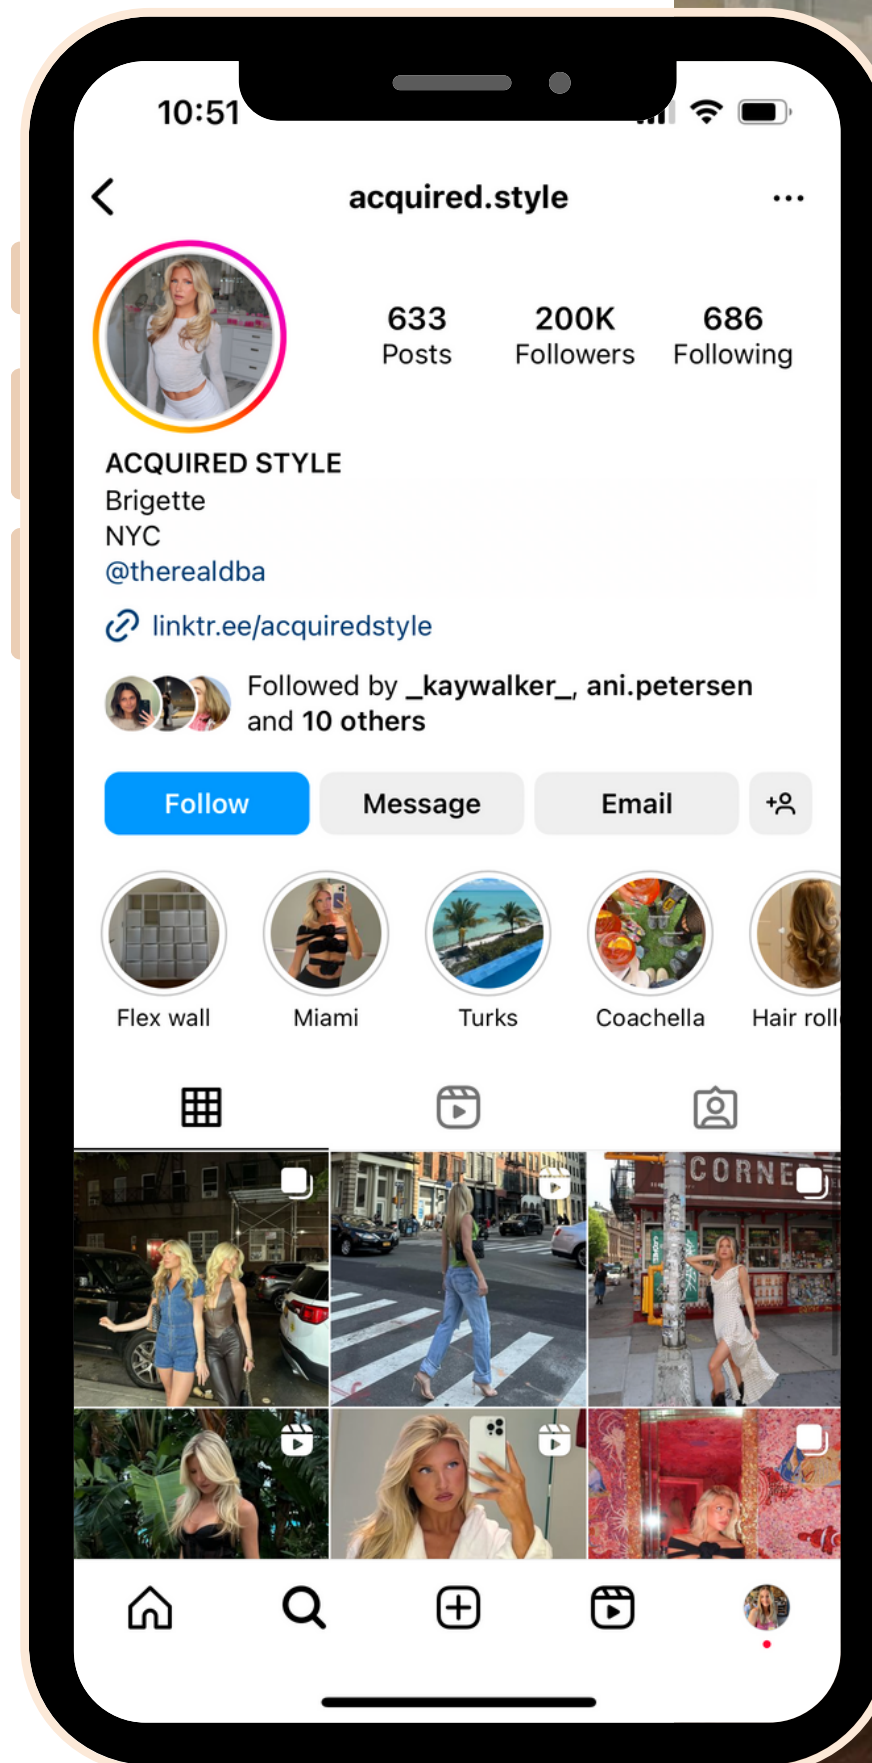 10:51
acquired.style
633 200K 686
Posts Followers Following
ACQUIRED STYLE
Brigette
NYC
@therealdba
linktr.ee/acquiredstyle
Followed by _kaywalker_, ani.petersen
and 10 others
Follow Message Email
Flex wall Miami Turks Coachella Hair roll
CORNE